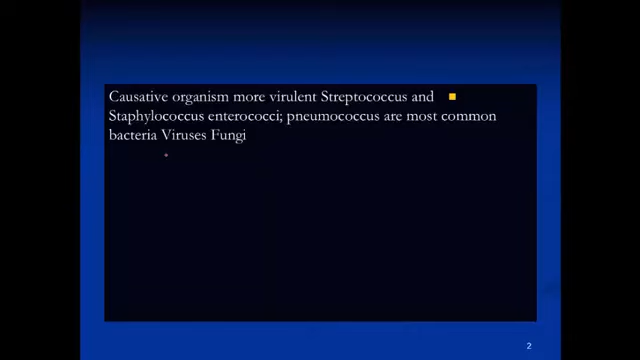 Causative organism more virulent Streptococcus and
Staphylococcus enterococci; pneumococcus are most common
bacteria Viruses Fungi
2